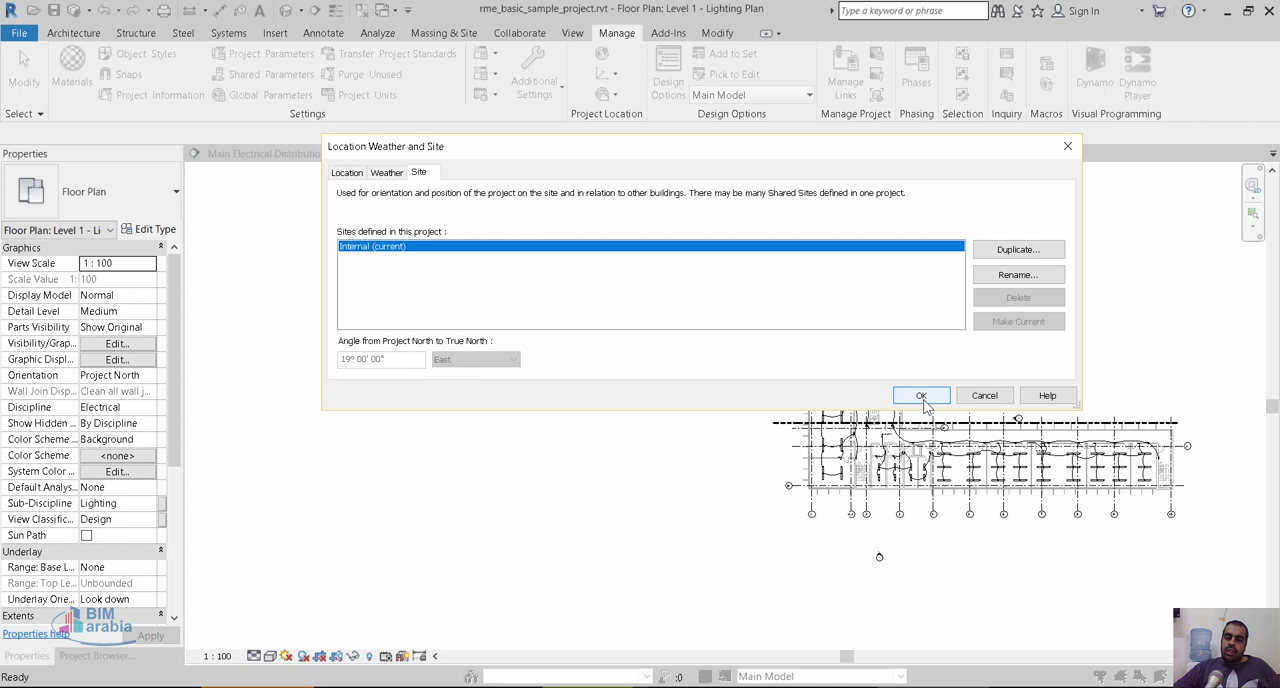 rme_basic_sample_project.rvt - Floor Plan: Level 1 - Lighting Plan
Type a keyword or phrase
Sign In
File Architecture Structure Steel Systems Insert Annotate Analyze Massing & Site Collaborate View Manage Add-Ins Modify
Modify
Materials
Object Styles
Snaps
Project Information
Project Parameters
Shared Parameters
Global Parameters
Transfer Project Standards
Purge Unused
Project Units
Additional Settings
Design Options
Add to Set
Pick to Edit
Main Model
Manage Links
Phases
Dynamo
Dynamo Player
Select
Settings
Project Location
Design Options
Manage Project
Phasing
Selection
Inquiry
Macros
Visual Programming
Properties
Main Electrical Distributio
Floor Plan
Floor Plan: Level 1 - Li
Edit Type
Graphics
View Scale 1 : 100
Scale Value 1: 100
Display Model Normal
Detail Level Medium
Parts Visibility Show Original
Visibility/Grap... Edit...
Graphic Displ... Edit...
Orientation Project North
Wall Join Disp... Clean all wall j...
Discipline Electrical
Show Hidden ... By Discipline
Color Scheme ... Background
Color Scheme <none>
System Color ... Edit...
Default Analys... None
Sub-Discipline Lighting
View Classific... Design
Sun Path
Underlay
Range: Base L... None
Range: Top Le... Unbounded
Underlay Orie... Look down
Extents
Properties help
Apply
BIM
arabia
Properties
Project Browser...
Location Weather and Site
Location Weather Site
Used for orientation and position of the project on the site and in relation to other buildings. There may be many Shared Sites defined in one project.
Sites defined in this project :
Internal (current)
Duplicate...
Rename...
Delete
Make Current
Angle from Project North to True North :
19° 00' 00" East
OK Cancel Help
1 : 100
Ready
:0
Main Model